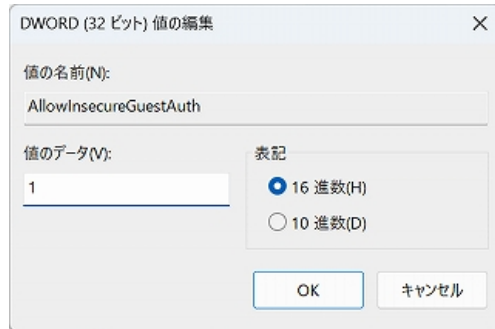 DWORD (32 ビット) 値の編集
値の名前(N):
AllowInsecureGuestAuth
値のデータ(V):
1
表記
16 進数(H)
10 進数(D)
OK
キャンセル